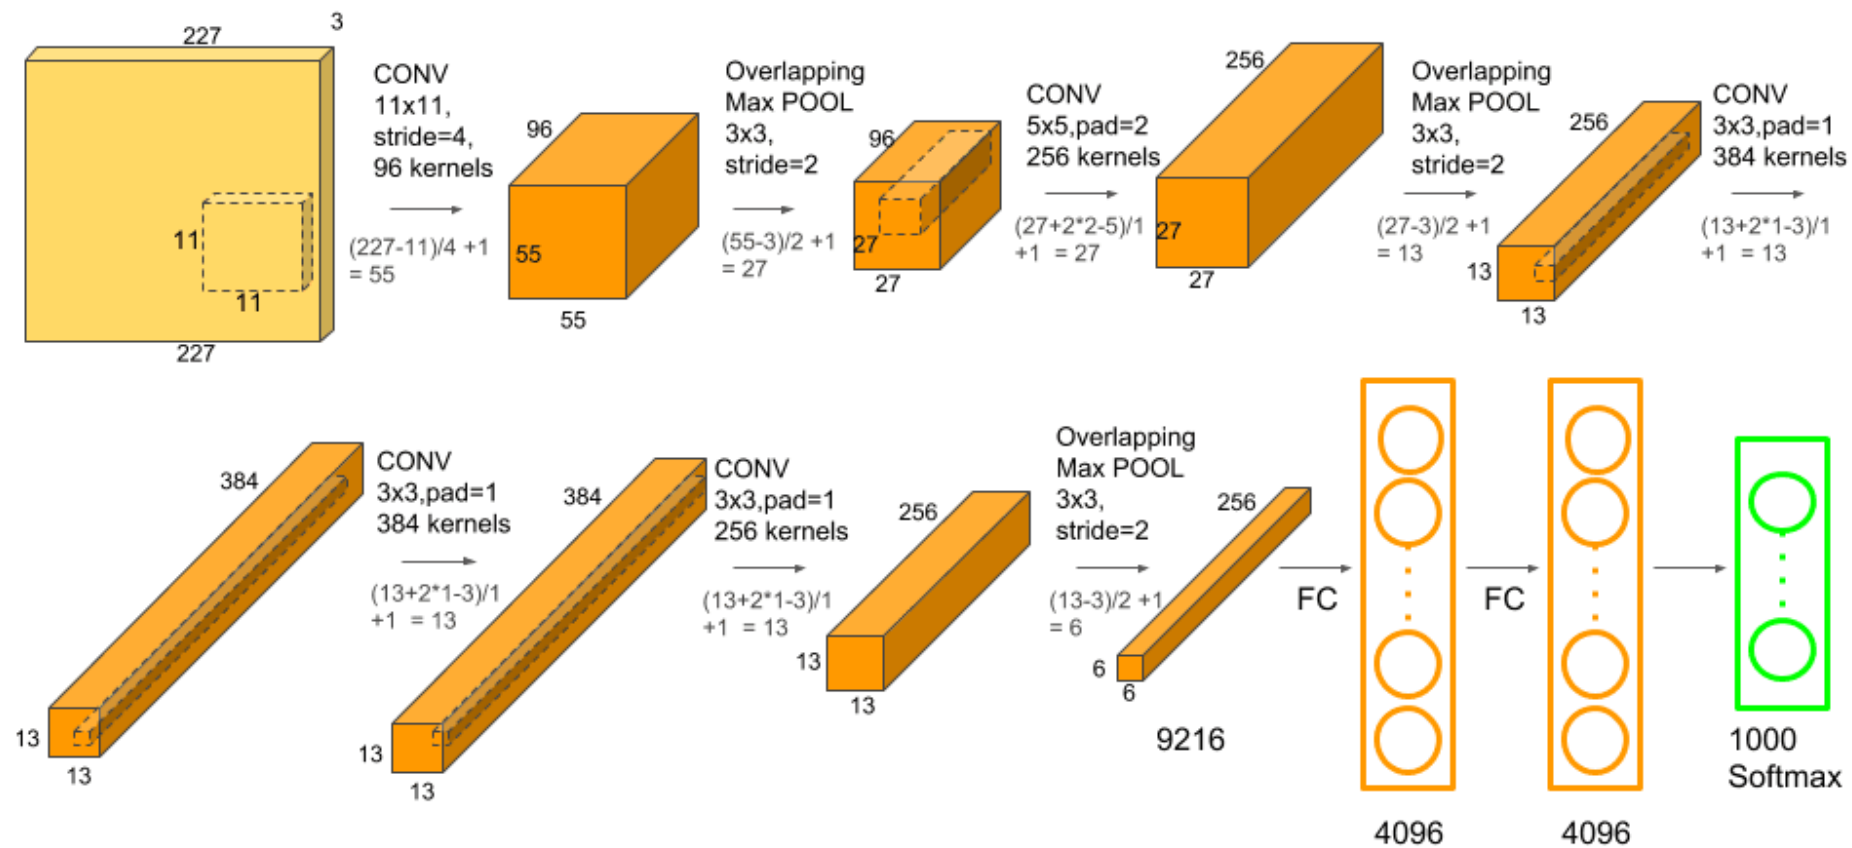 227
3
11
11
227
CONV
11x11,
stride=4,
96 kernels
(227-11)/4 +1
= 55
96
55
55
Overlapping
Max POOL
3x3,
stride=2
(55-3)/2 +1
= 27
96
27
27
CONV
5x5,pad=2
256 kernels
(27+2*2-5)/1
+1 = 27
256
27
27
Overlapping
Max POOL
3x3,
stride=2
(27-3)/2 +1
= 13
256
13
13
CONV
3x3,pad=1
384 kernels
(13+2*1-3)/1
+1 = 13
384
13
13
CONV
3x3,pad=1
384 kernels
(13+2*1-3)/1
+1 = 13
384
13
13
CONV
3x3,pad=1
256 kernels
(13+2*1-3)/1
+1 = 13
256
13
13
Overlapping
Max POOL
3x3,
stride=2
(13-3)/2 +1
= 6
256
6
6
9216
FC
4096
FC
4096
1000
Softmax